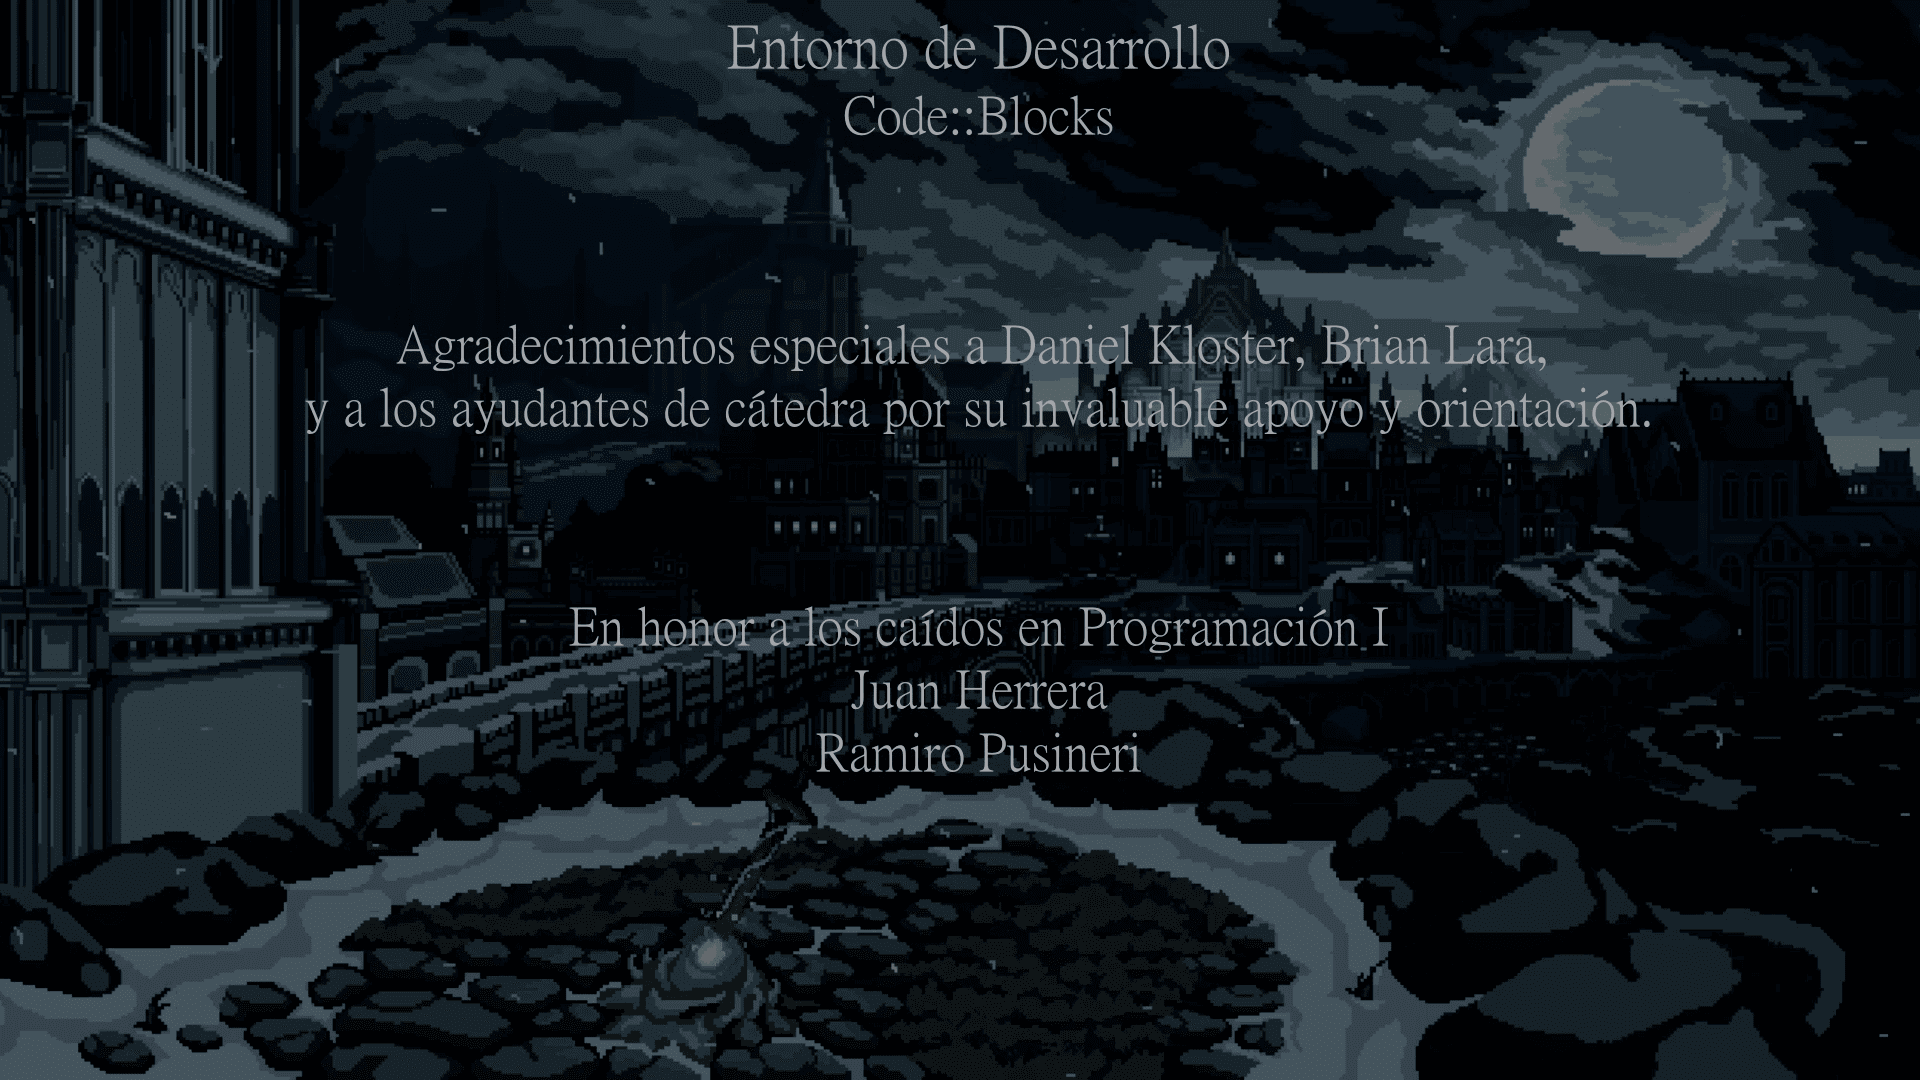 Entorno de Desarrollo
Code::Blocks
Agradecimientos especiales a Daniel Kloster, Brian Lara,
y a los ayudantes de cátedra por su invaluable apoyo y orientación.
En honor a los caídos en Programación I
Juan Herrera
Ramiro Pusineri